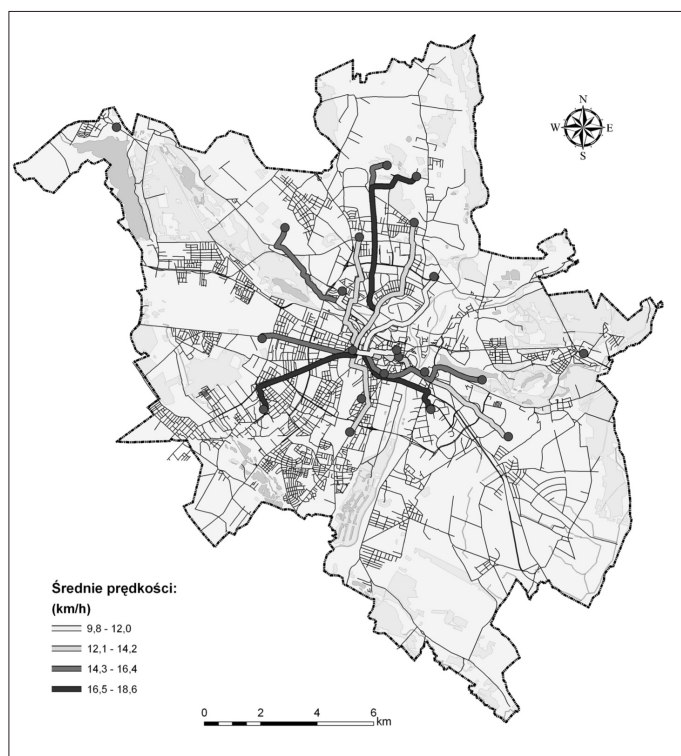 N
W E
S
Średnie prędkości:
(km/h)
9,8 - 12,0
12,1 - 14,2
14,3 - 16,4
16,5 - 18,6
0 2 4 6
km